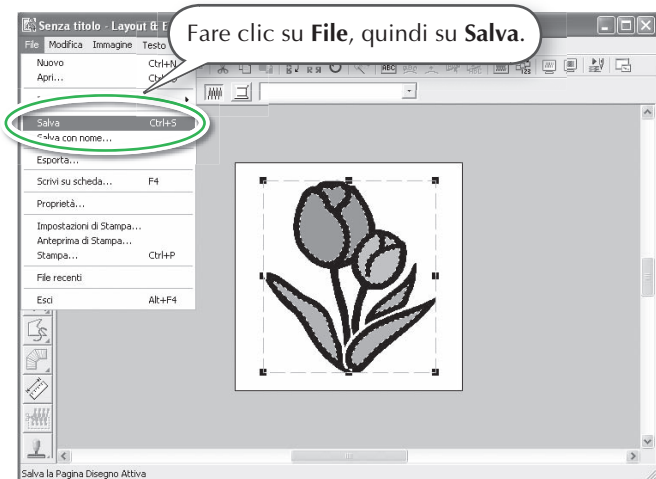 Senza titolo - Layout & E
Fare clic su File, quindi su Salva.
File Modifica Immagine Testo
Nuovo Ctrl+N
Apri...
Salva Ctrl+S
Salva con nome...
Esporta...
Scrivi su scheda... F4
Proprietà...
Impostazioni di Stampa...
Anteprima di Stampa...
Stampa... Ctrl+P
File recenti
Esci Alt+F4
Salva la Pagina Disegno Attiva